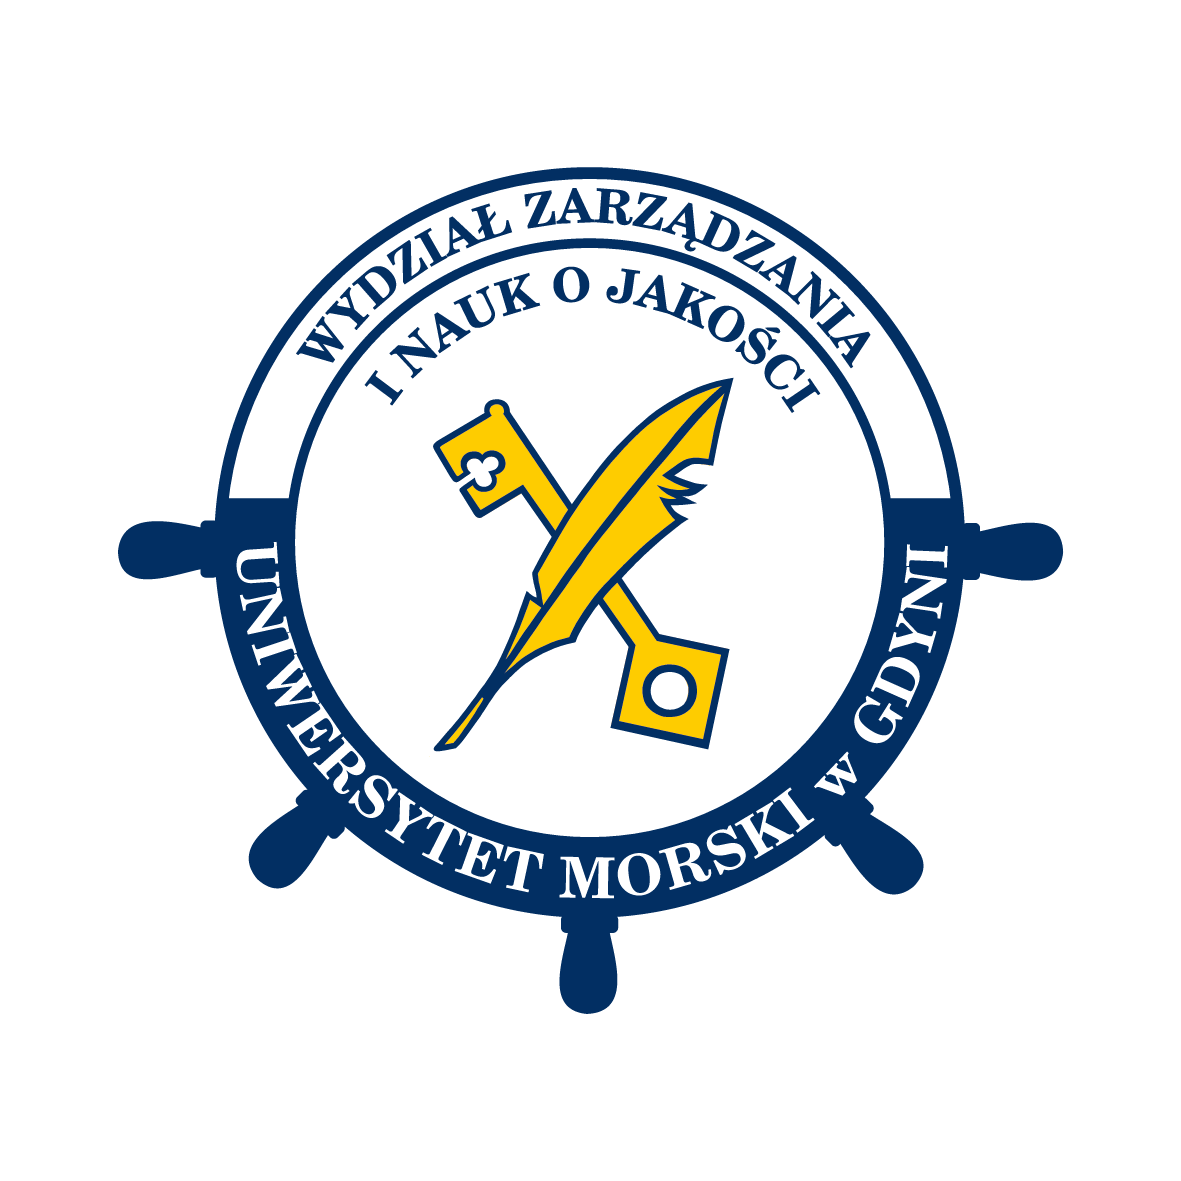 WYDZIAŁ ZARZĄDZANIA
I NAUK O JAKOŚCI
UNIWERSYTET MORSKI w GDYNI